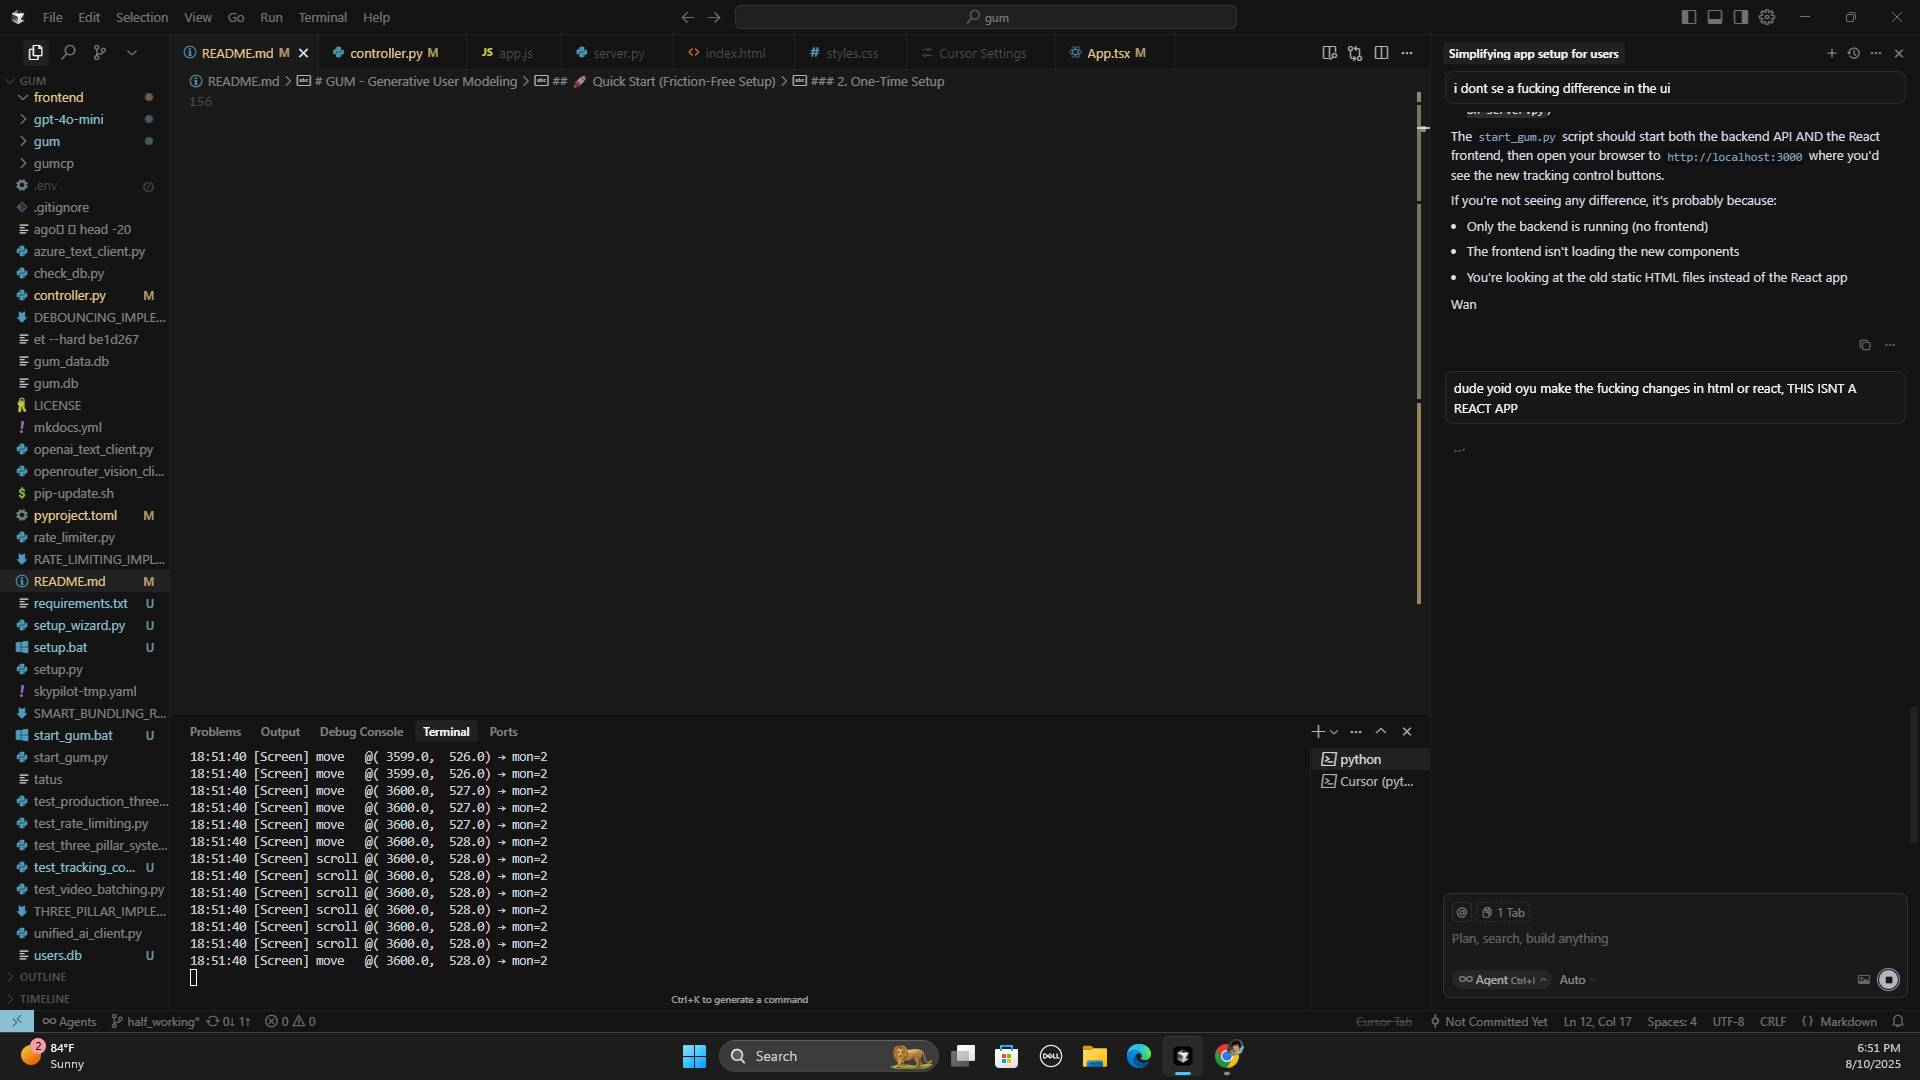 File Edit Selection View Go Run Terminal Help
gum
README.md M
controller.py M
JS app.js
server.py
<> index.html
# styles.css
Cursor Settings
App.tsx M
README.md > # GUM - Generative User Modeling > ## 🚀 Quick Start (Friction-Free Setup) > ### 2. One-Time Setup
156
GUM
frontend
gpt-4o-mini
gum
gumcp
.env
.gitignore
ago head -20
azure_text_client.py
check_db.py
controller.py M
DEBOUNCING_IMPLE...
et --hard be1d267
gum_data.db
gum.db
LICENSE
! mkdocs.yml
openai_text_client.py
openrouter_vision_cli...
$ pip-update.sh
pyproject.toml M
rate_limiter.py
RATE_LIMITING_IMPL...
README.md M
requirements.txt U
setup_wizard.py U
setup.bat U
setup.py
! skypilot-tmp.yaml
SMART_BUNDLING_R...
start_gum.bat U
start_gum.py
tatus
test_production_three...
test_rate_limiting.py
test_three_pillar_syste...
test_tracking_co... U
test_video_batching.py
THREE_PILLAR_IMPLE...
unified_ai_client.py
users.db U
OUTLINE
TIMELINE
Problems Output Debug Console Terminal Ports
18:51:40 [Screen] move @( 3599.0, 526.0) → mon=2
18:51:40 [Screen] move @( 3599.0, 526.0) → mon=2
18:51:40 [Screen] move @( 3600.0, 527.0) → mon=2
18:51:40 [Screen] move @( 3600.0, 527.0) → mon=2
18:51:40 [Screen] move @( 3600.0, 527.0) → mon=2
18:51:40 [Screen] move @( 3600.0, 528.0) → mon=2
18:51:40 [Screen] scroll @( 3600.0, 528.0) → mon=2
18:51:40 [Screen] scroll @( 3600.0, 528.0) → mon=2
18:51:40 [Screen] scroll @( 3600.0, 528.0) → mon=2
18:51:40 [Screen] scroll @( 3600.0, 528.0) → mon=2
18:51:40 [Screen] scroll @( 3600.0, 528.0) → mon=2
18:51:40 [Screen] scroll @( 3600.0, 528.0) → mon=2
18:51:40 [Screen] move @( 3600.0, 528.0) → mon=2
Ctrl+K to generate a command
python
Cursor (pyt...
Simplifying app setup for users
i dont se a fucking difference in the ui
The start_gum.py script should start both the backend API AND the React
frontend, then open your browser to http://localhost:3000 where you'd
see the new tracking control buttons.
If you're not seeing any difference, it's probably because:
• Only the backend is running (no frontend)
• The frontend isn't loading the new components
• You're looking at the old static HTML files instead of the React app
Wan
dude yoid oyu make the fucking changes in html or react, THIS ISNT A
REACT APP
@ 1 Tab
Plan, search, build anything
Agent Ctrl+I Auto
Agents half_working* 0↓ 1↑ 0 0
Cursor Tab Not Committed Yet Ln 12, Col 17 Spaces: 4 UTF-8 CRLF {} Markdown
2
84°F
Sunny
Search
DELL
6:51 PM
8/10/2025